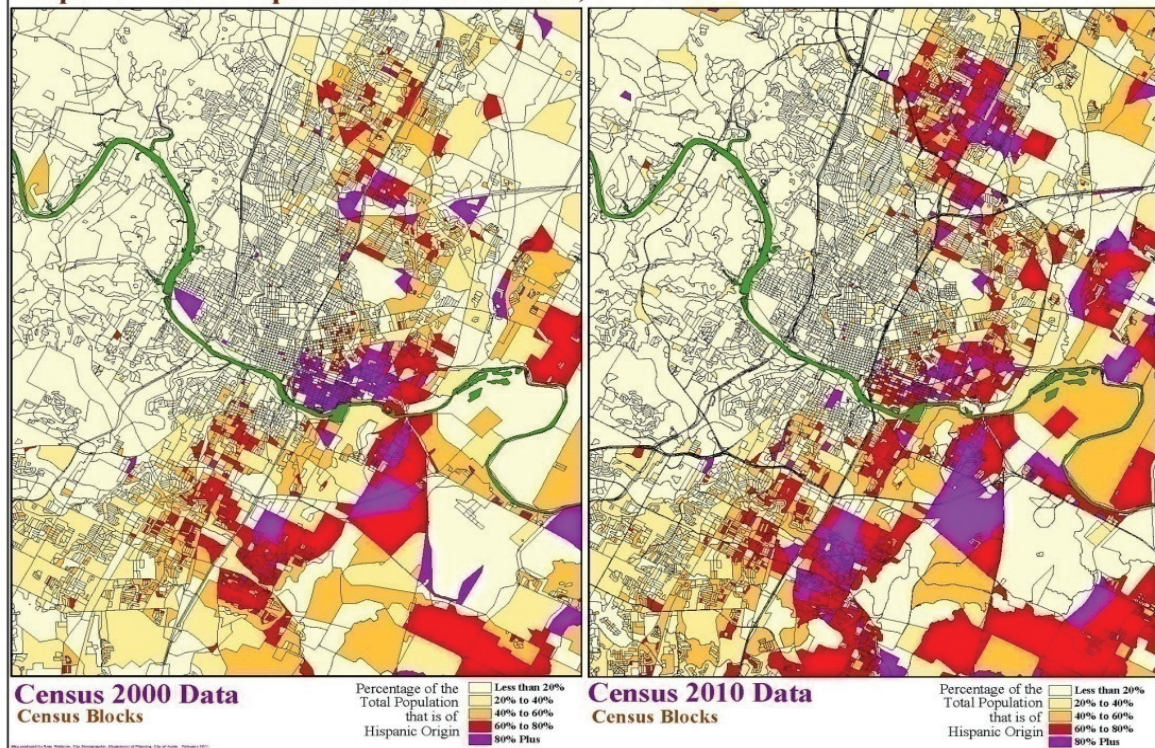 Census 2000 Data
Census Blocks
Percentage of the
Total Population
that is of
Hispanic Origin
Less than 20%
20% to 40%
40% to 60%
60% to 80%
80% Plus
Census 2010 Data
Census Blocks
Percentage of the
Total Population
that is of
Hispanic Origin
Less than 20%
20% to 40%
40% to 60%
60% to 80%
80% Plus